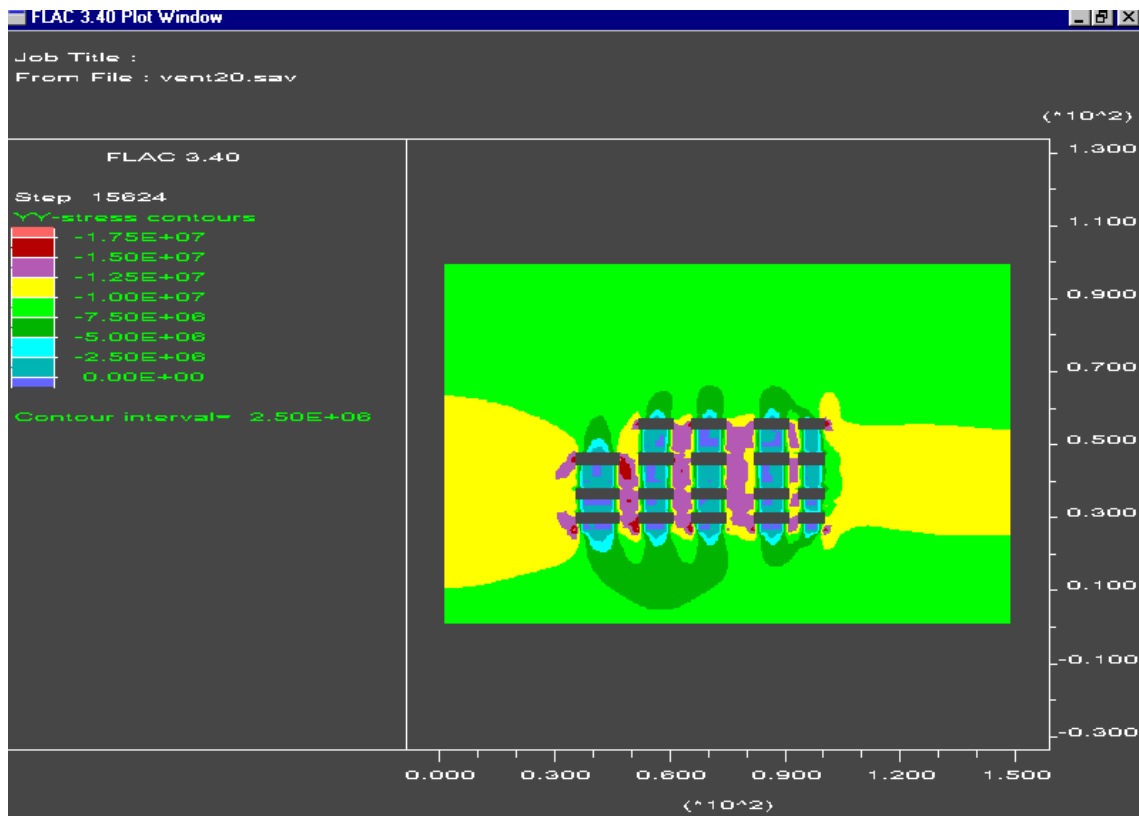 FLAC 3.40 Plot Window
Job Title :
From File : vent20.sav
(*10^2)
FLAC 3.40
Step 15624
YY-stress contours
-1.75E+07
-1.50E+07
-1.25E+07
-1.00E+07
-7.50E+06
-5.00E+06
-2.50E+06
0.00E+00
Contour interval= 2.50E+06
1.300
1.100
0.900
0.700
0.500
0.300
0.100
-0.100
-0.300
0.000 0.300 0.600 0.900 1.200 1.500
(*10^2)